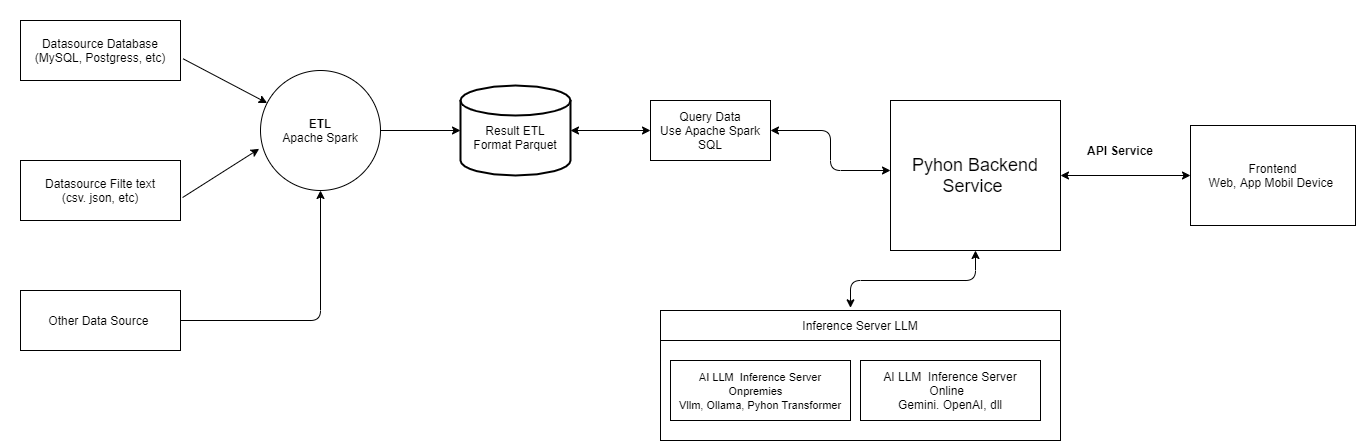 Datasource Database
(MySQL, Postgress, etc)
ETL
Apache Spark
Datasource Filte text
(csv. json, etc)
Other Data Source
Result ETL
Format Parquet
Query Data
Use Apache Spark
SQL
Pyhon Backend
Service
API Service
Frontend
Web, App Mobil Device
Inference Server LLM
AI LLM Inference Server
Onpremies
Vllm, Ollama, Pyhon Transformer
AI LLM Inference Server
Online
Gemini. OpenAI, dll